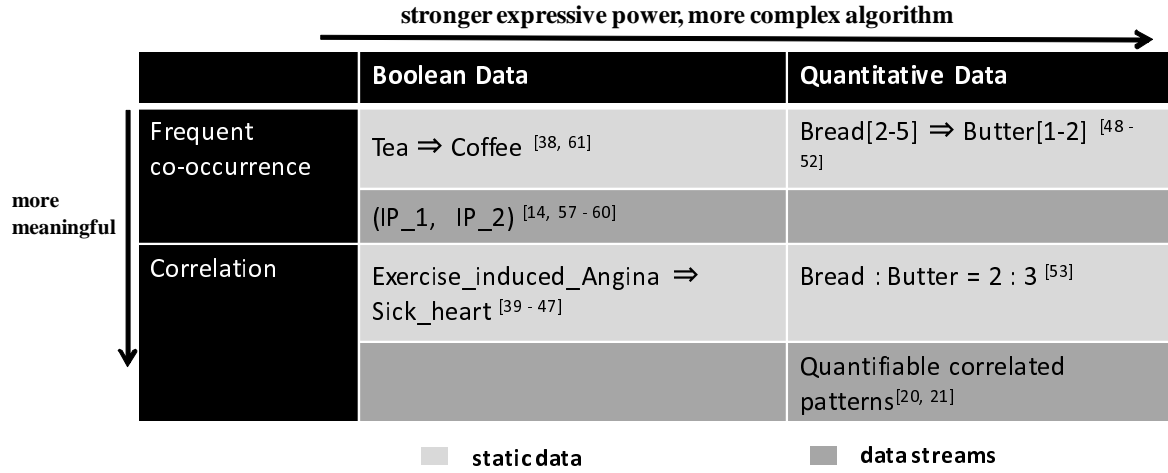 stronger expressive power, more complex algorithm
Boolean Data
Quantitative Data
Frequent
co-occurrence
Tea ⇒ Coffee [38, 61]
Bread[2-5] ⇒ Butter[1-2] [48 -
52]
more
meaningful
(IP_1, IP_2) [14, 57 - 60]
Correlation
Exercise_induced_Angina ⇒
Sick_heart [39 - 47]
Bread : Butter = 2 : 3 [53]
Quantifiable correlated
patterns[20, 21]
static data
data streams